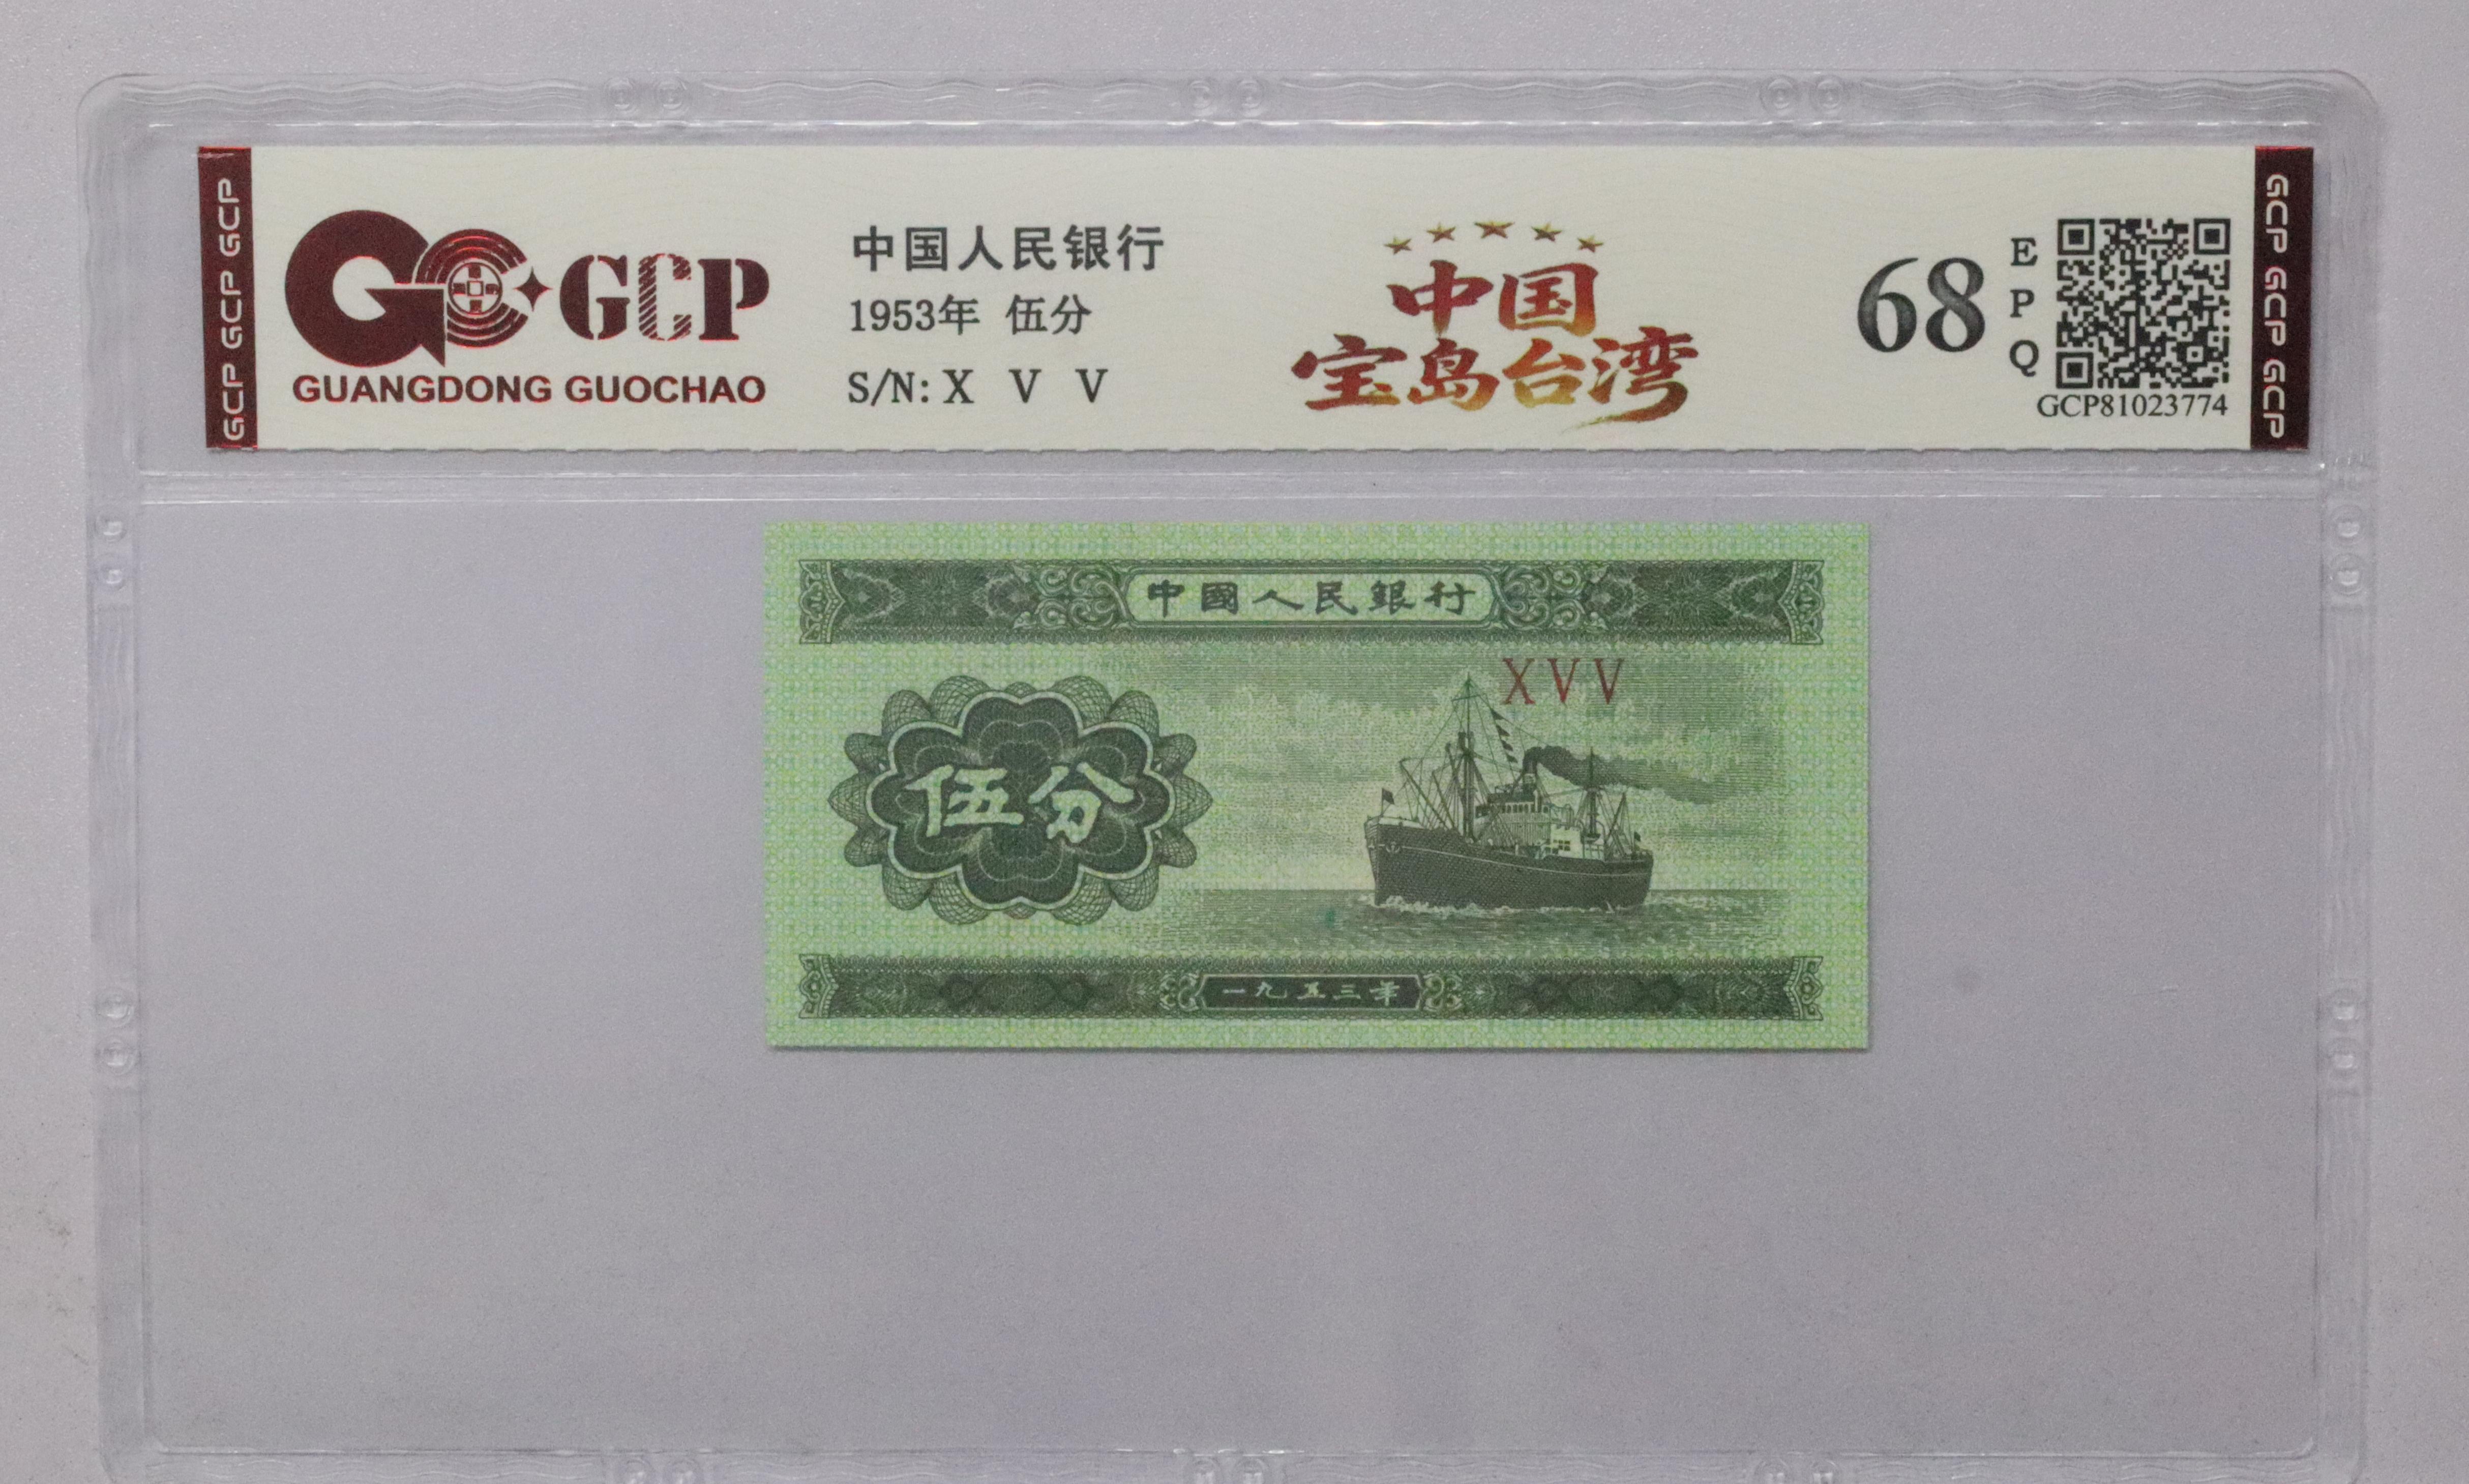 GCP GCP GCP
GCP
GUANGDONG GUOCHAO
中国人民银行
1953年 伍分
S/N: X V V
中国
宝岛台湾
68
E
P
Q
GCP81023774
GCP GCP GCP
中國人民銀行
XVV
伍分
一九五三年